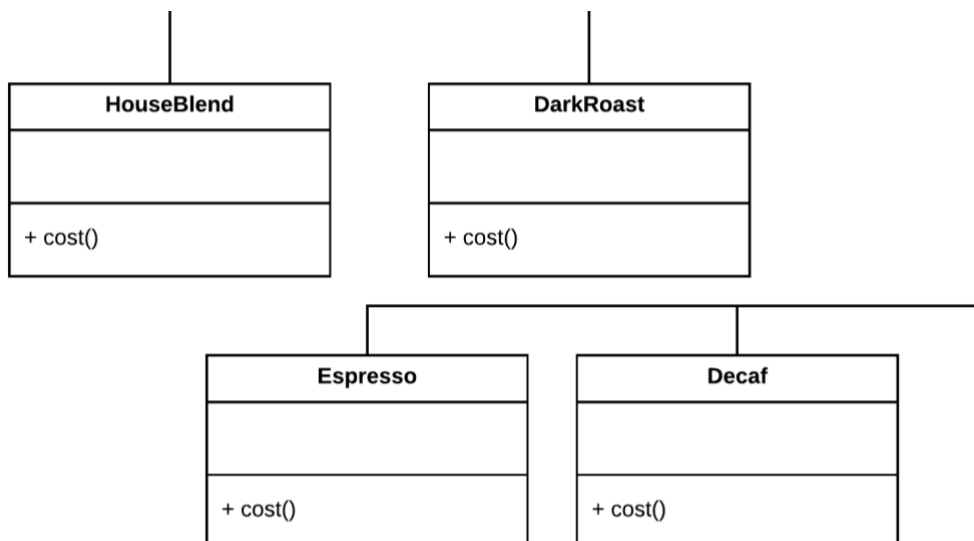 HouseBlend
+ cost()
DarkRoast
+ cost()
Espresso
+ cost()
Decaf
+ cost()